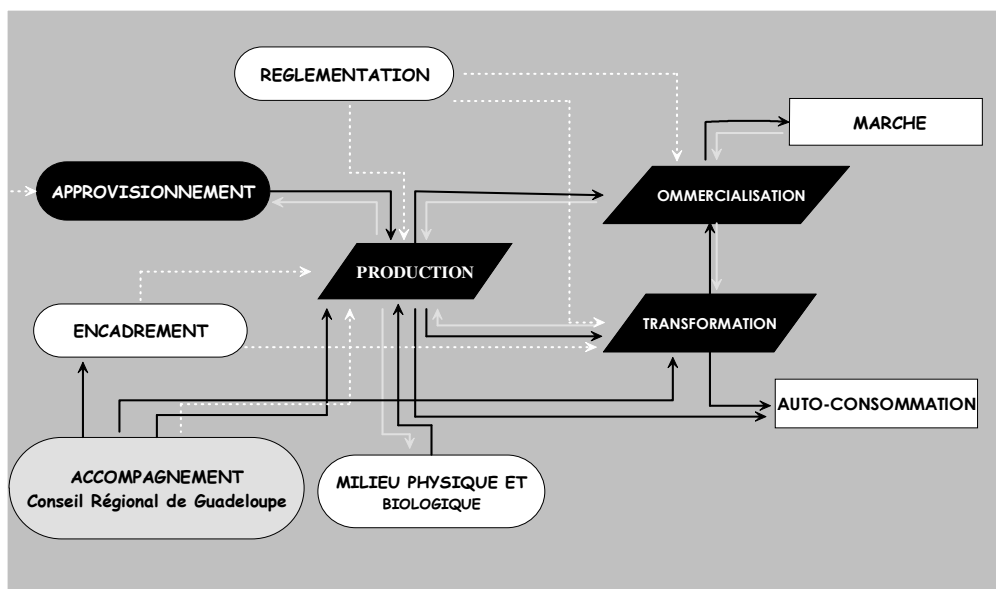 REGLEMENTATION
MARCHE
APPROVISIONNEMENT
OMMERCIALISATION
PRODUCTION
ENCADREMENT
TRANSFORMATION
AUTO-CONSOMMATION
ACCOMPAGNEMENT
Conseil Régional de Guadeloupe
MILIEU PHYSIQUE ET
BIOLOGIQUE